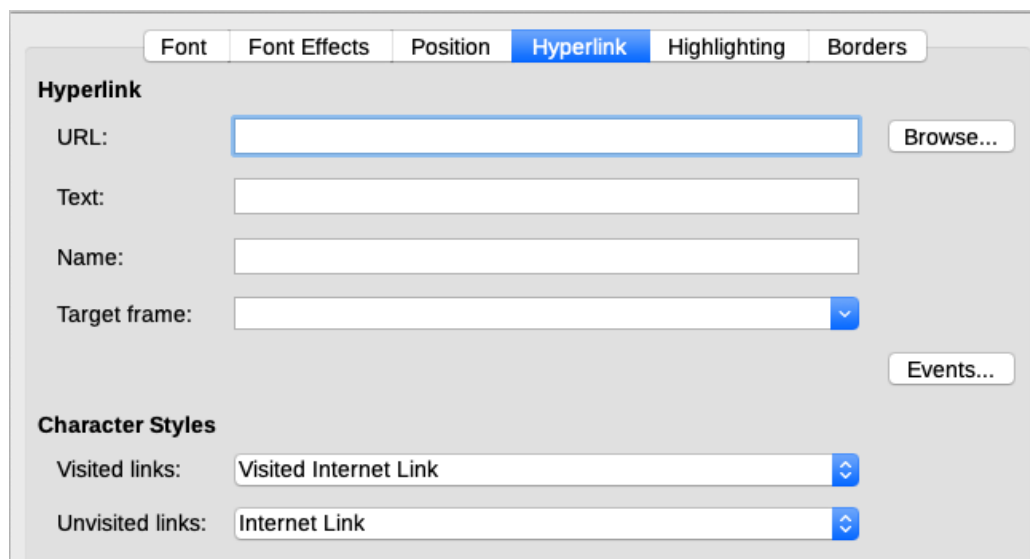 Font Font Effects Position Hyperlink Highlighting Borders
Hyperlink
URL: Browse...
Text:
Name:
Target frame:
Events...
Character Styles
Visited links: Visited Internet Link
Unvisited links: Internet Link